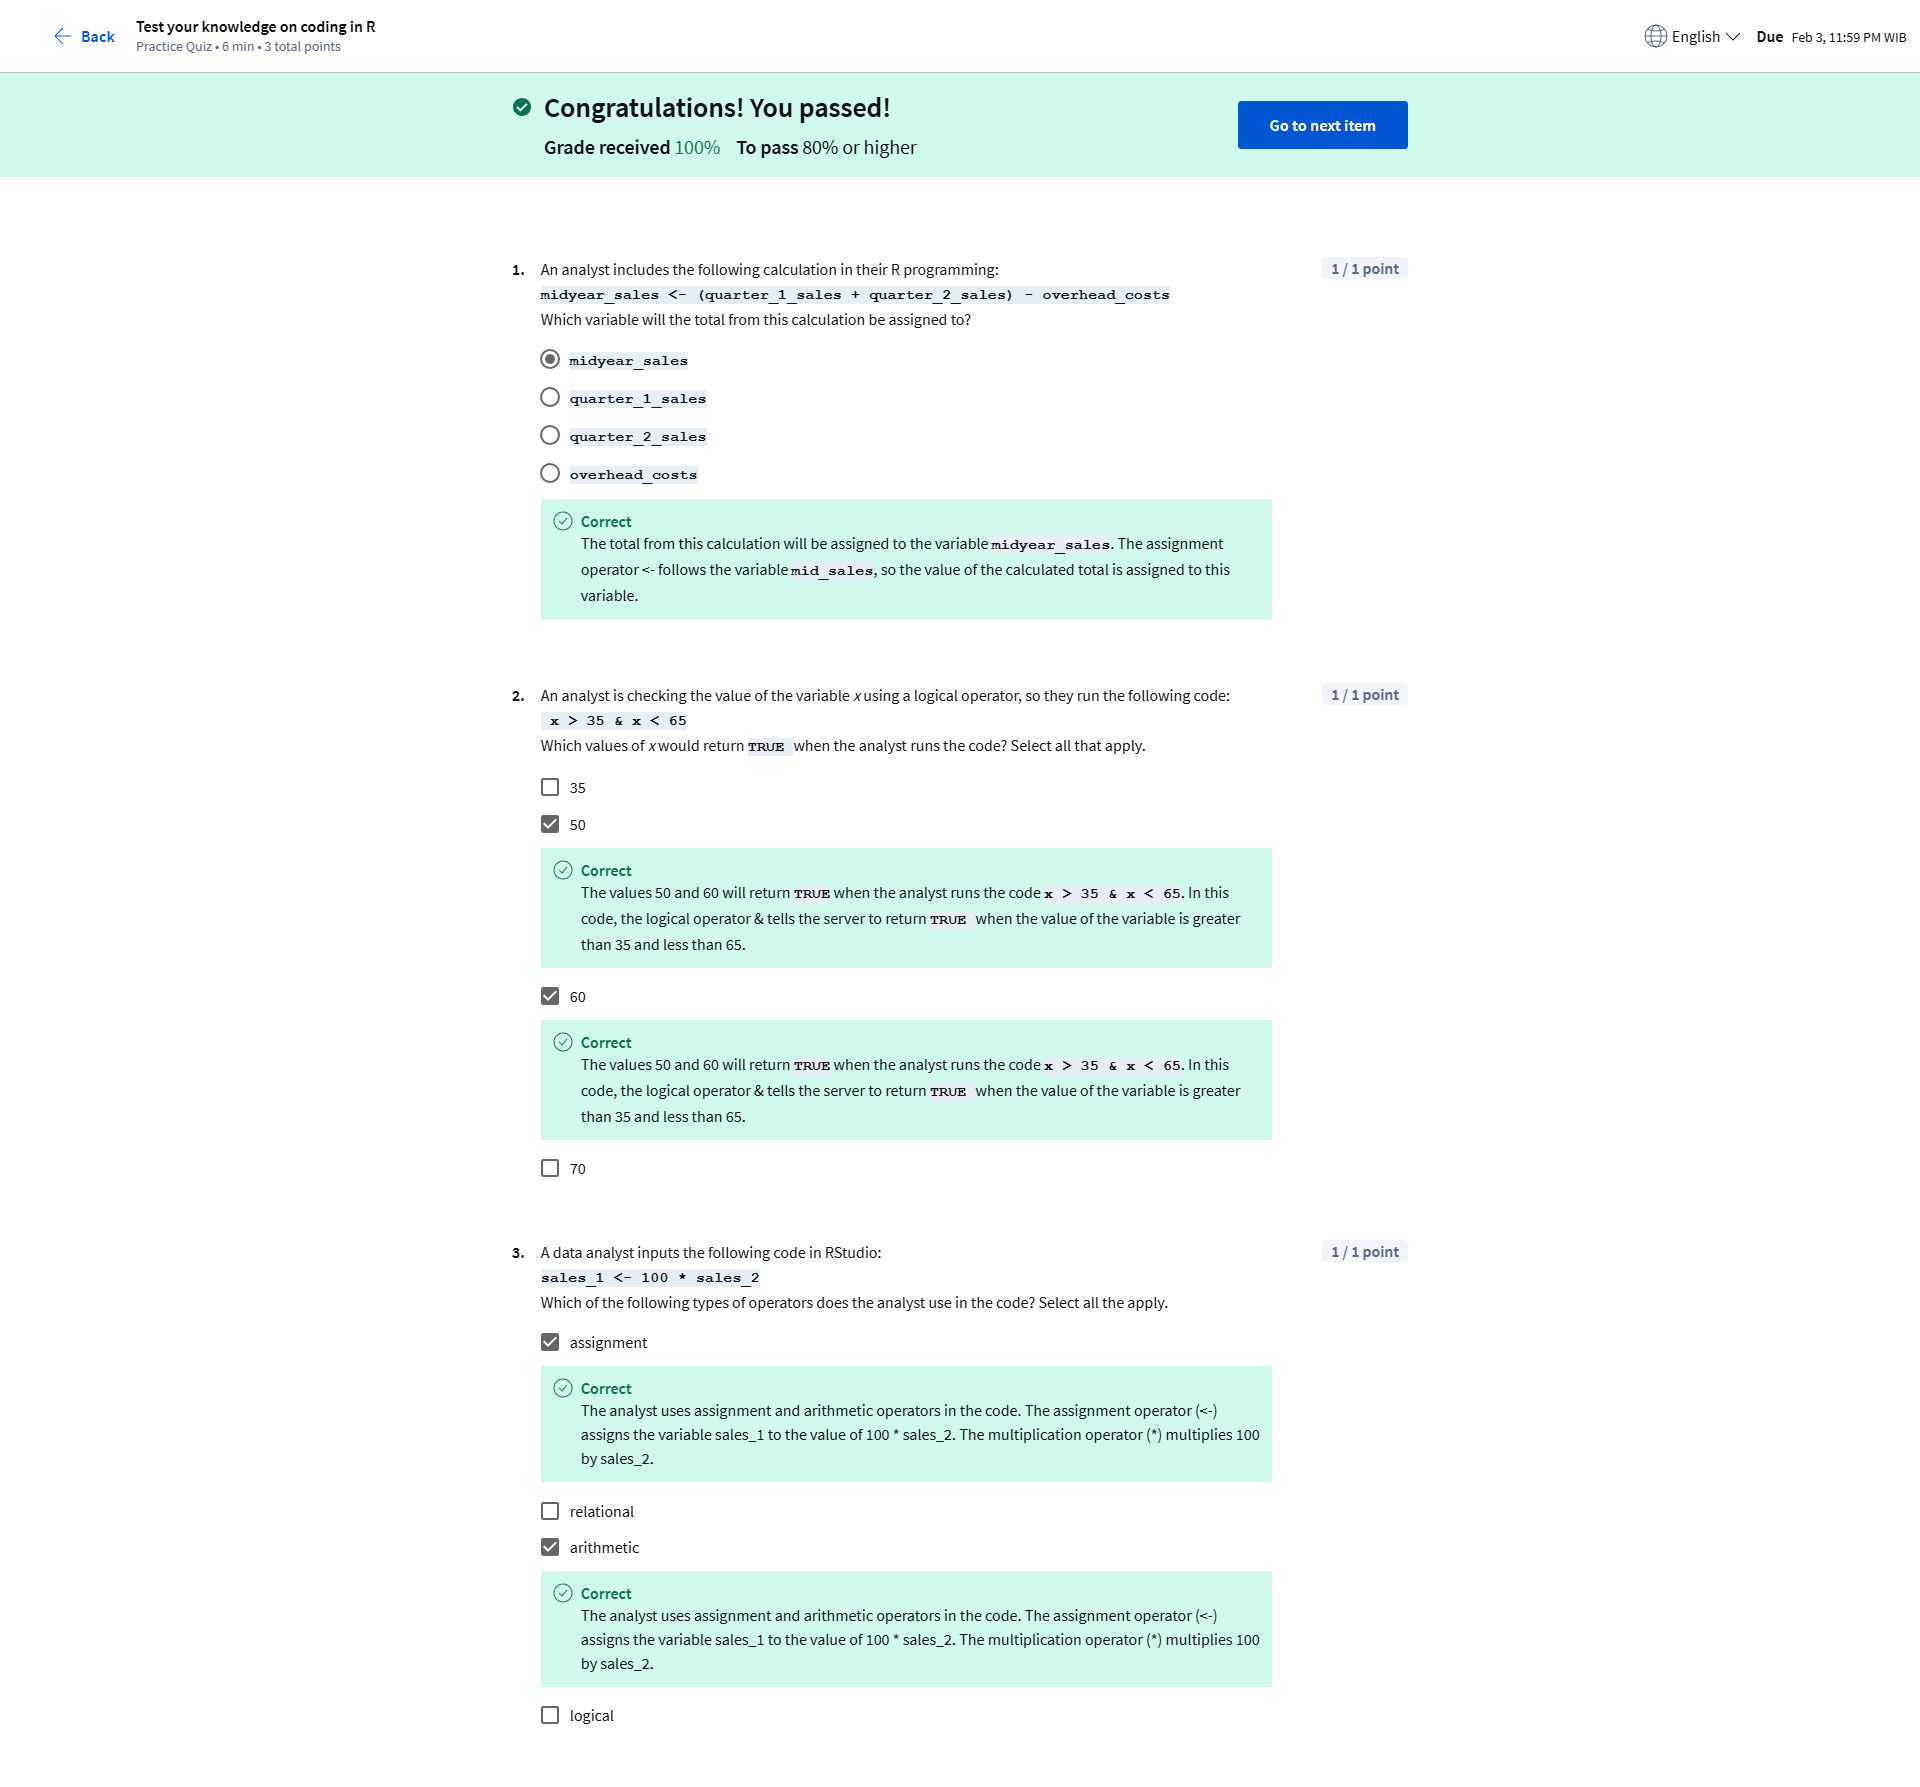 Back
Test your knowledge on coding in R
Practice Quiz • 6 min • 3 total points
English
Due Feb 3, 11:59 PM WIB
Congratulations! You passed!
Grade received 100% To pass 80% or higher
Go to next item
1. An analyst includes the following calculation in their R programming:
1 / 1 point
midyear_sales <- (quarter_1_sales + quarter_2_sales) - overhead_costs
Which variable will the total from this calculation be assigned to?
midyear_sales
quarter_1_sales
quarter_2_sales
overhead_costs
Correct
The total from this calculation will be assigned to the variable midyear_sales. The assignment
operator <- follows the variable mid_sales, so the value of the calculated total is assigned to this
variable.
2. An analyst is checking the value of the variable x using a logical operator, so they run the following code:
1 / 1 point
x > 35 & x < 65
Which values of x would return TRUE when the analyst runs the code? Select all that apply.
35
50
Correct
The values 50 and 60 will return TRUE when the analyst runs the code x > 35 & x < 65. In this
code, the logical operator & tells the server to return TRUE when the value of the variable is greater
than 35 and less than 65.
60
Correct
The values 50 and 60 will return TRUE when the analyst runs the code x > 35 & x < 65. In this
code, the logical operator & tells the server to return TRUE when the value of the variable is greater
than 35 and less than 65.
70
3. A data analyst inputs the following code in RStudio:
1 / 1 point
sales_1 <- 100 * sales_2
Which of the following types of operators does the analyst use in the code? Select all the apply.
assignment
Correct
The analyst uses assignment and arithmetic operators in the code. The assignment operator (<-)
assigns the variable sales_1 to the value of 100 * sales_2. The multiplication operator (*) multiplies 100
by sales_2.
relational
arithmetic
Correct
The analyst uses assignment and arithmetic operators in the code. The assignment operator (<-)
assigns the variable sales_1 to the value of 100 * sales_2. The multiplication operator (*) multiplies 100
by sales_2.
logical